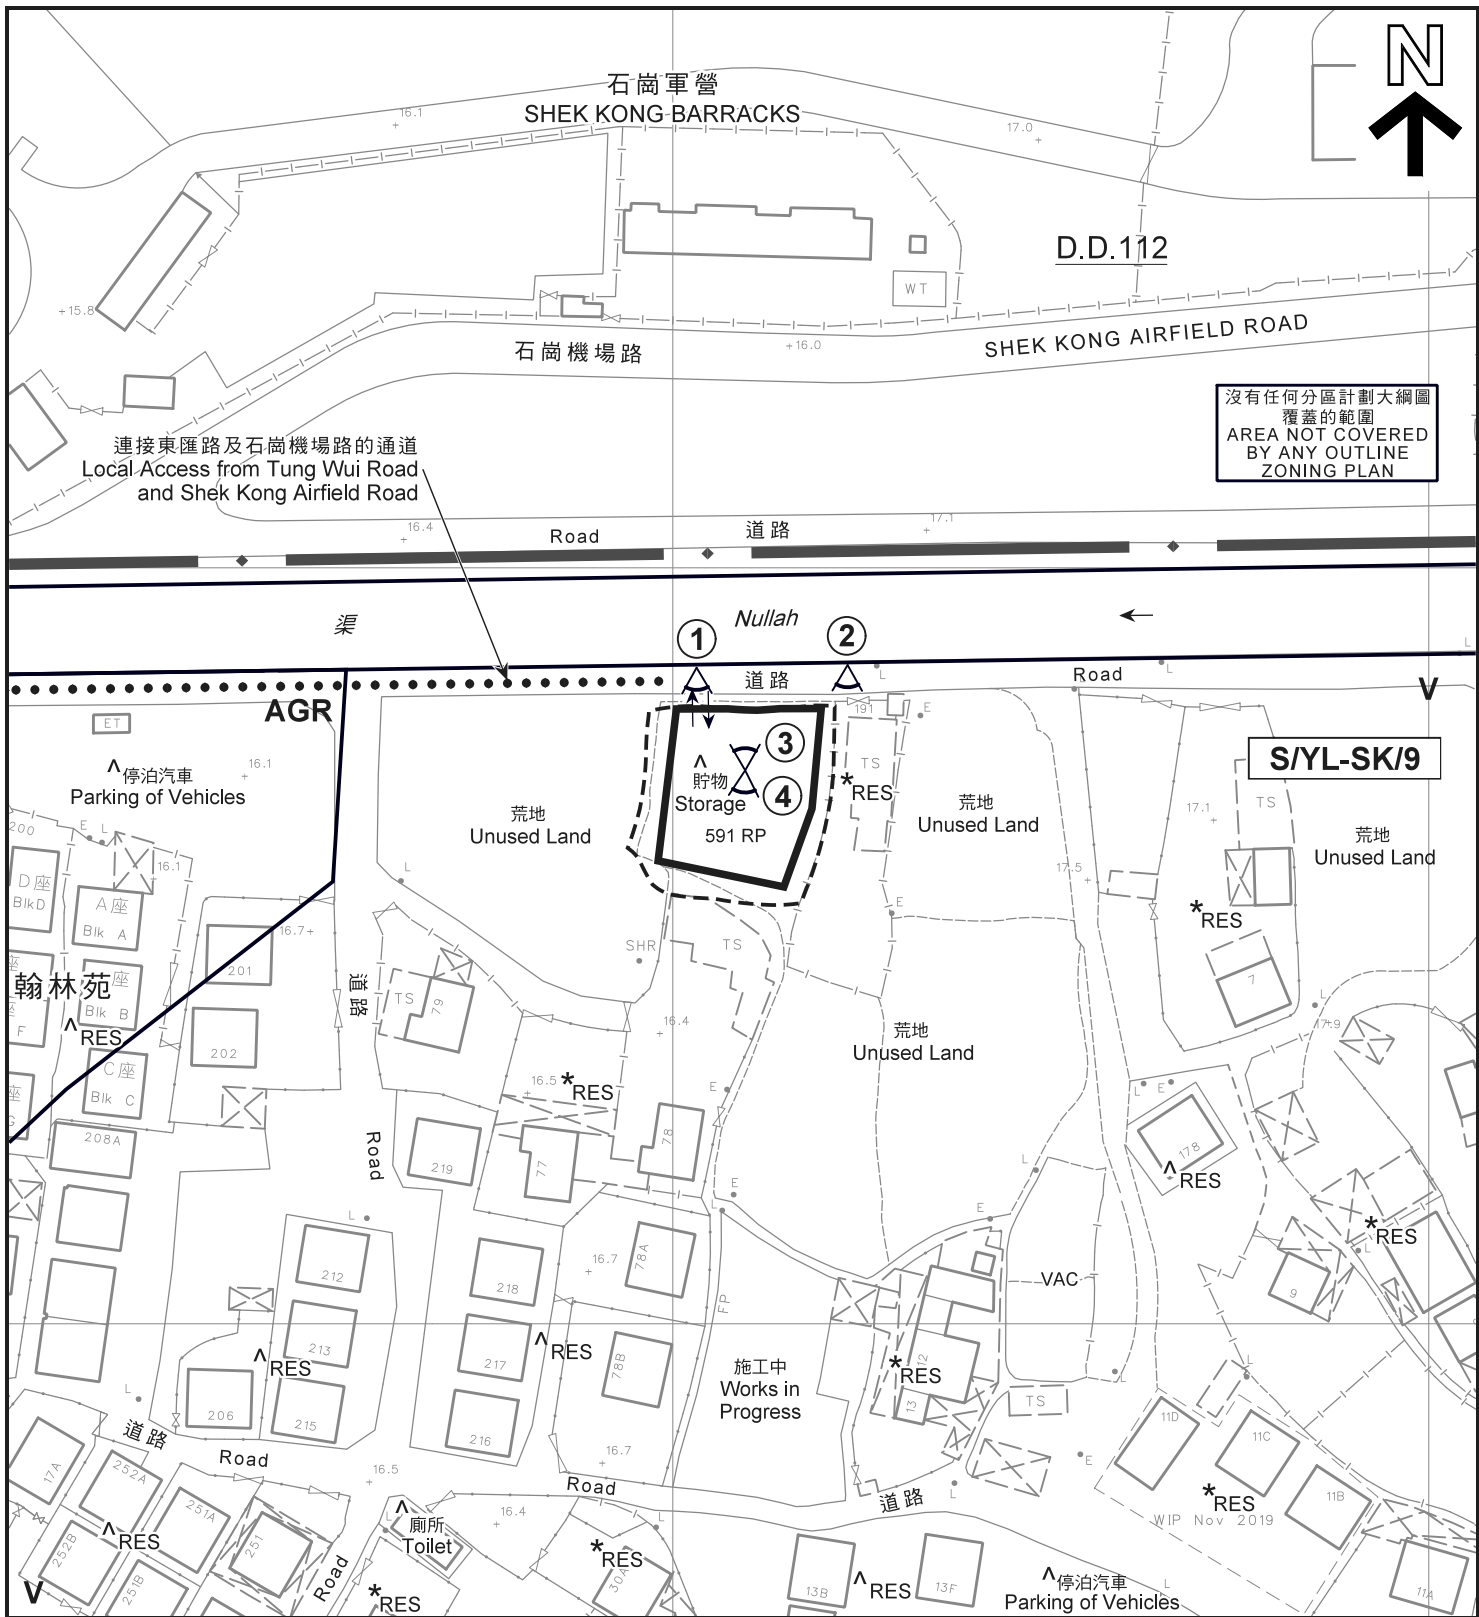 N
石崗軍營
SHEK KONG BARRACKS
16.1
17.0
D.D.112
WT
15.8
石崗機場路
16.0
SHEK KONG AIRFIELD ROAD
沒有任何分區計劃大綱圖
覆蓋的範圍
AREA NOT COVERED
BY ANY OUTLINE
ZONING PLAN
連接東匯路及石崗機場路的通道
Local Access from Tung Wui Road
and Shek Kong Airfield Road
16.4
Road
道路
17.1
渠
Nullah
1
2
道路
L
Road
L
L
V
AGR
ET
191
E
3
4
^
貯物
Storage
591 RP
TS
*RES
S/YL-SK/9
^停泊汽車
Parking of Vehicles
16.1
荒地
Unused Land
荒地
Unused Land
17.1
TS
荒地
Unused Land
200
E
L
16.1
L
17.5
D座
Blk D
A座
Blk A
16.7
201
E
*RES
SHR
TS
翰林苑
座
Blk B
座
F
^RES
道路
TS
79
7
L
17.9
16.4
荒地
Unused Land
202
C座
Blk C
座
G
16.5
*RES
E
L
E
208A
Road
219
77
78
178
^RES
L
E
L
L
E
*RES
L
212
218
16.7
78A
FP
VAC
9
213
^RES
217
^RES
78B
施工中
Works in
Progress
*RES
12
13
L
L
L
206
215
216
TS
道路
Road
16.5
16.7
Road
道路
L
E
11D
11C
11B
*RES
WIP Nov 2019
17A
252A
251A
251
252B
251B
^RES
V
Road
L
^
廁所
Toilet
16.4
L
*RES
30A
*RES
13B
^RES
13F
^停泊汽車
Parking of Vehicles
L
11A